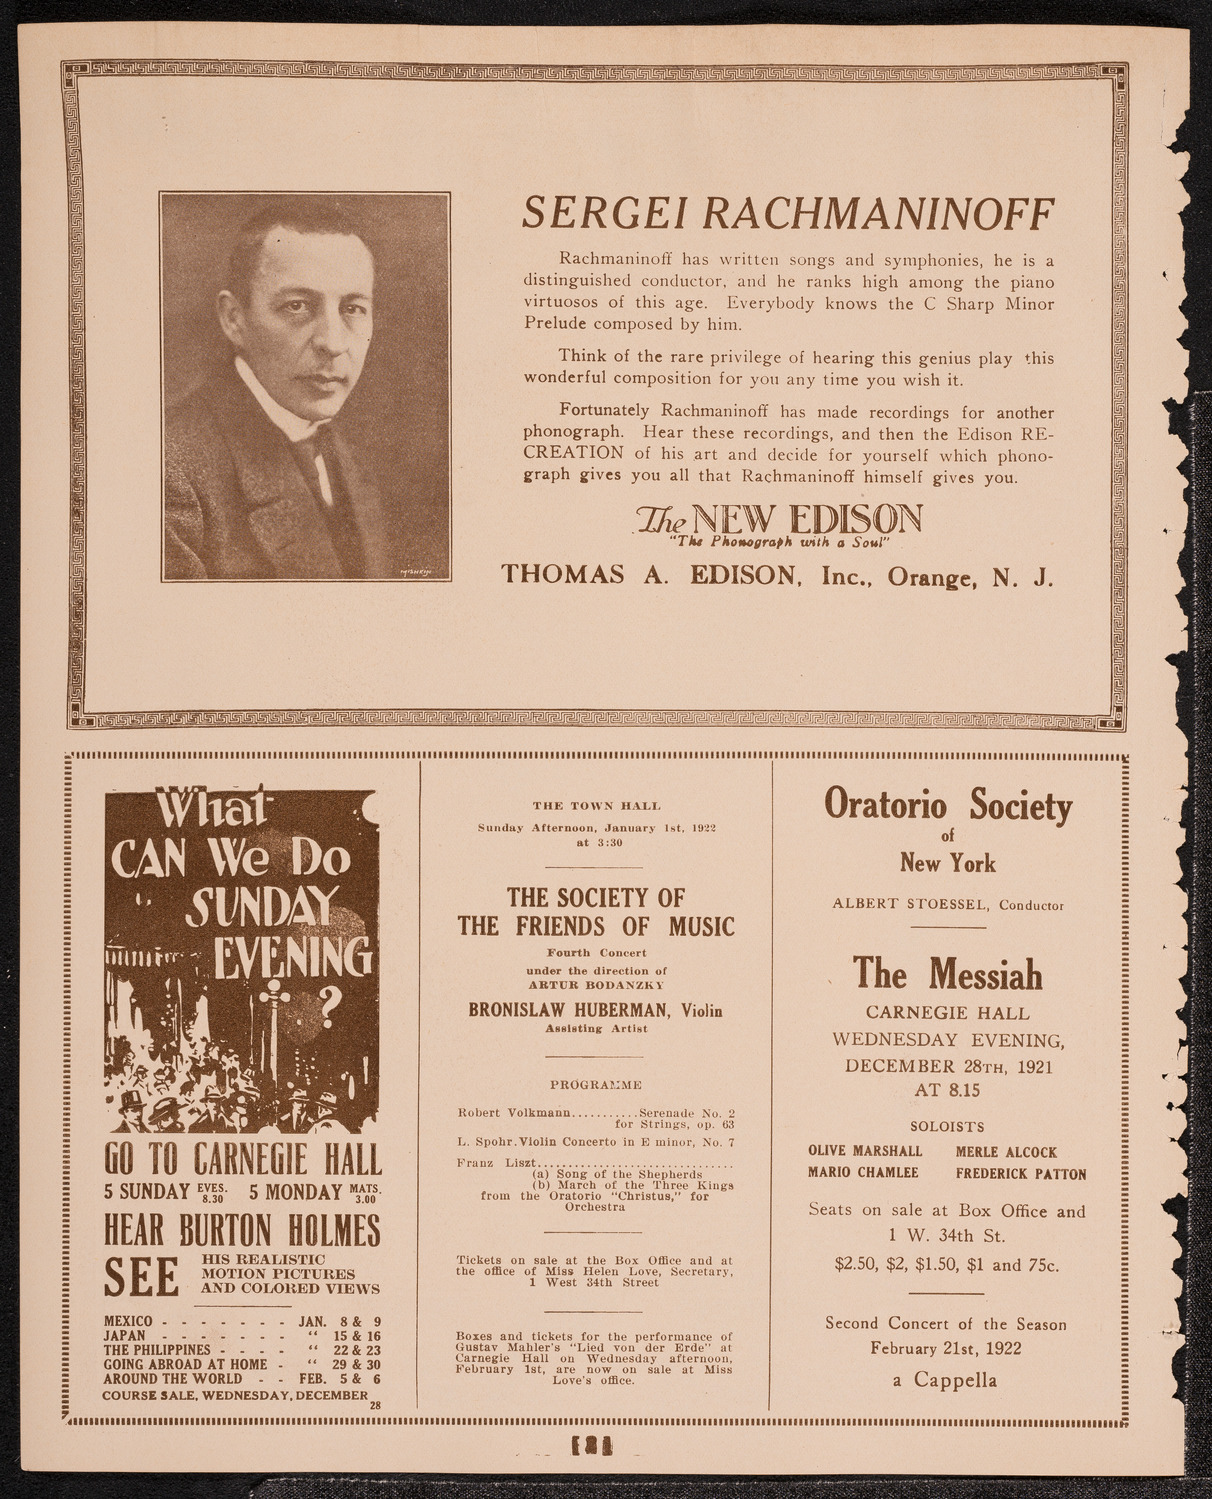 SERGEI RACHMANINOFF
Rachmaninoff has written songs and symphonies, he is a
distinguished conductor, and he ranks high among the piano
virtuosos of this age. Everybody knows the C Sharp Minor
Prelude composed by him.
Think of the rare privilege of hearing this genius play this
wonderful composition for you any time you wish it.
Fortunately Rachmaninoff has made recordings for another
phonograph. Hear these recordings, and then the Edison RE-
CREATION of his art and decide for yourself which phono-
graph gives you all that Rachmaninoff himself gives you.
The NEW EDISON
"The Phonograph with a Soul"
THOMAS A. EDISON, Inc., Orange, N. J.
MISHKIN
What
CAN We Do
SUNDAY
EVENING
?
GO TO CARNEGIE HALL
5 SUNDAY EVES. 8.30 5 MONDAY MATS. 3.00
HEAR BURTON HOLMES
SEE HIS REALISTIC
MOTION PICTURES
AND COLORED VIEWS
MEXICO - - - - - - - JAN. 8 & 9
JAPAN - - - - - - - " 15 & 16
THE PHILIPPINES - - - - " 22 & 23
GOING ABROAD AT HOME - " 29 & 30
AROUND THE WORLD - - FEB. 5 & 6
COURSE SALE, WEDNESDAY, DECEMBER
28
THE TOWN HALL
Sunday Afternoon, January 1st, 1922
at 3:30
THE SOCIETY OF
THE FRIENDS OF MUSIC
Fourth Concert
under the direction of
ARTUR BODANZKY
BRONISLAW HUBERMAN, Violin
Assisting Artist
PROGRAMME
Robert Volkmann...........Serenade No. 2
for Strings, op. 63
L. Spohr.Violin Concerto in E minor, No. 7
Franz Liszt................................
(a) Song of the Shepherds
(b) March of the Three Kings
from the Oratorio "Christus," for
Orchestra
Tickets on sale at the Box Office and at
the office of Miss Helen Love, Secretary,
1 West 34th Street
Boxes and tickets for the performance of
Gustav Mahler's "Lied von der Erde" at
Carnegie Hall on Wednesday afternoon,
February 1st, are now on sale at Miss
Love's office.
Oratorio Society
of
New York
ALBERT STOESSEL, Conductor
The Messiah
CARNEGIE HALL
WEDNESDAY EVENING,
DECEMBER 28TH, 1921
AT 8.15
SOLOISTS
OLIVE MARSHALL MERLE ALCOCK
MARIO CHAMLEE FREDERICK PATTON
Seats on sale at Box Office and
1 W. 34th St.
$2.50, $2, $1.50, $1 and 75c.
Second Concert of the Season
February 21st, 1922
a Cappella